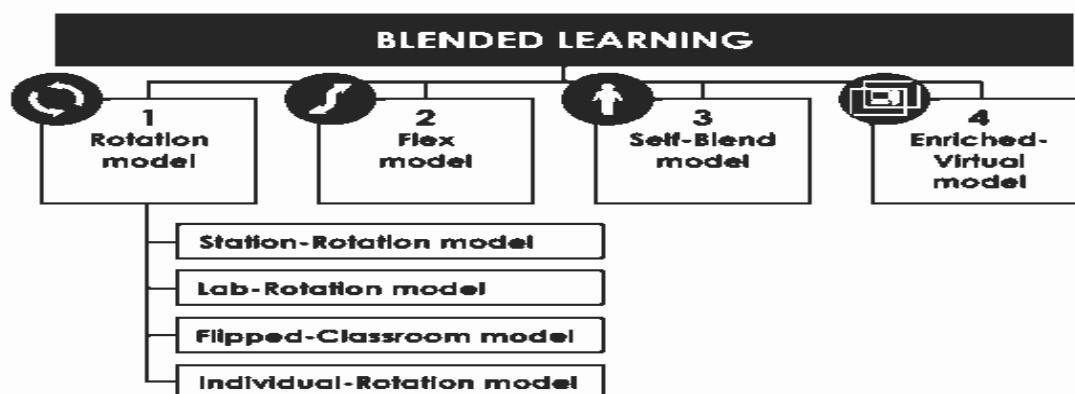 BLENDED LEARNING
1
Rotation
model
2
Flex
model
3
Self-Blend
model
4
Enriched-
Virtual
model
Station-Rotation model
Lab-Rotation model
Flipped-Classroom model
Individual-Rotation model